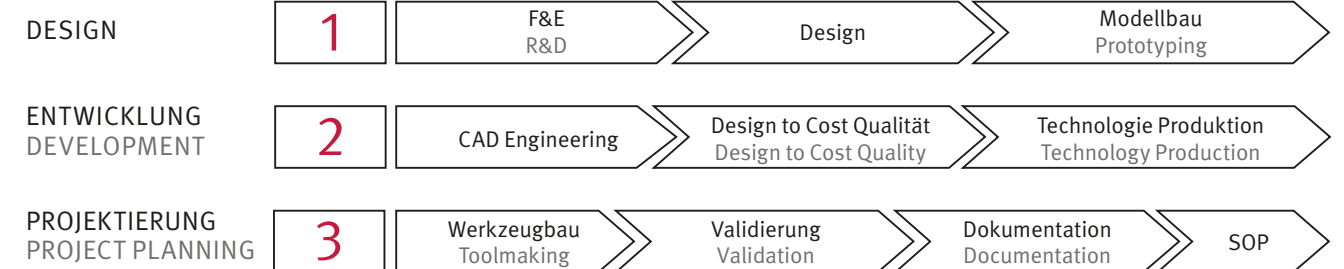 DESIGN
1
F&E
R&D
Design
Modellbau
Prototyping
ENTWICKLUNG
DEVELOPMENT
2
CAD Engineering
Design to Cost Qualität
Design to Cost Quality
Technologie Produktion
Technology Production
PROJEKTIERUNG
PROJECT PLANNING
3
Werkzeugbau
Toolmaking
Validierung
Validation
Dokumentation
Documentation
SOP